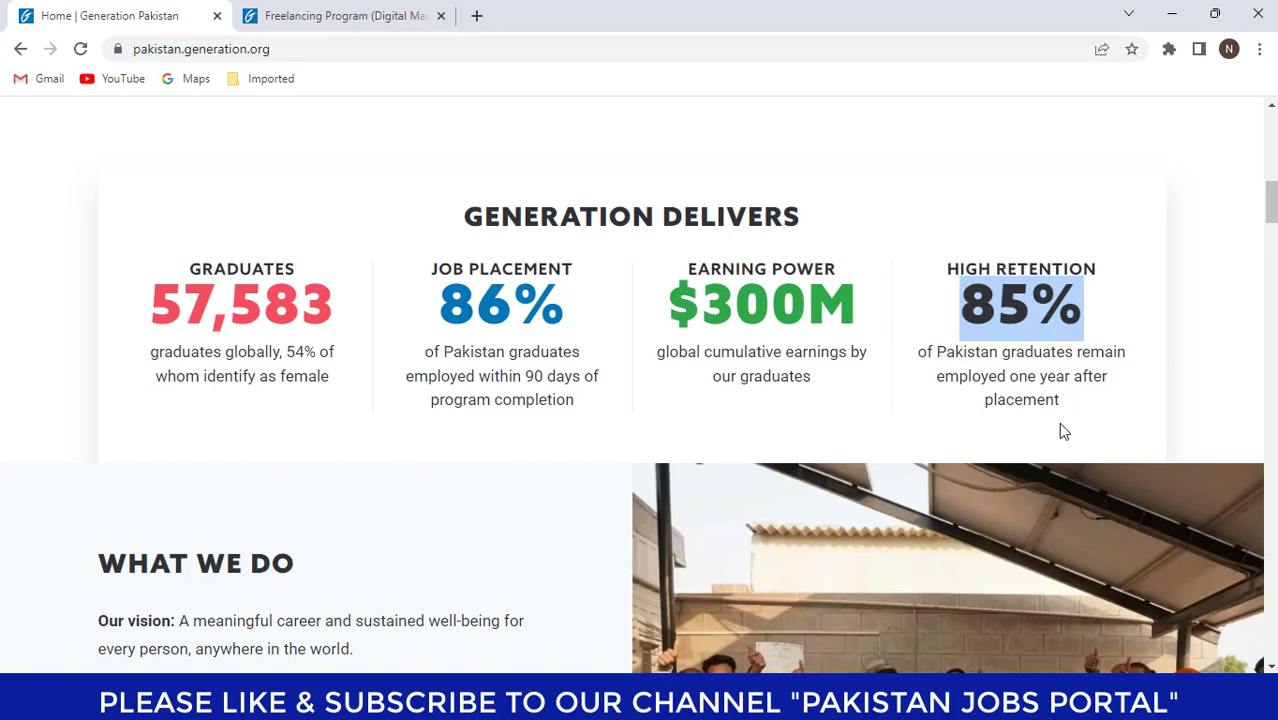 Home | Generation Pakistan
Freelancing Program (Digital Ma
pakistan.generation.org
N
Gmail
YouTube
Maps
Imported
GENERATION DELIVERS
GRADUATES
57,583
graduates globally, 54% of
whom identify as female
JOB PLACEMENT
86%
of Pakistan graduates
employed within 90 days of
program completion
EARNING POWER
$300M
global cumulative earnings by
our graduates
HIGH RETENTION
85%
of Pakistan graduates remain
employed one year after
placement
WHAT WE DO
Our vision: A meaningful career and sustained well-being for
every person, anywhere in the world.
PLEASE LIKE & SUBSCRIBE TO OUR CHANNEL "PAKISTAN JOBS PORTAL"